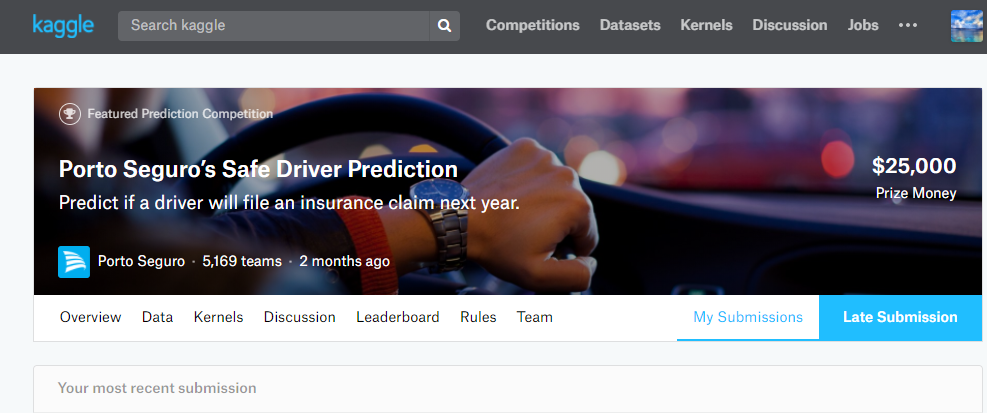 kaggle Search kaggle Competitions Datasets Kernels Discussion Jobs
Featured Prediction Competition
Porto Seguro’s Safe Driver Prediction
$25,000
Predict if a driver will file an insurance claim next year.
Prize Money
Porto Seguro · 5,169 teams · 2 months ago
Overview Data Kernels Discussion Leaderboard Rules Team My Submissions Late Submission
Your most recent submission